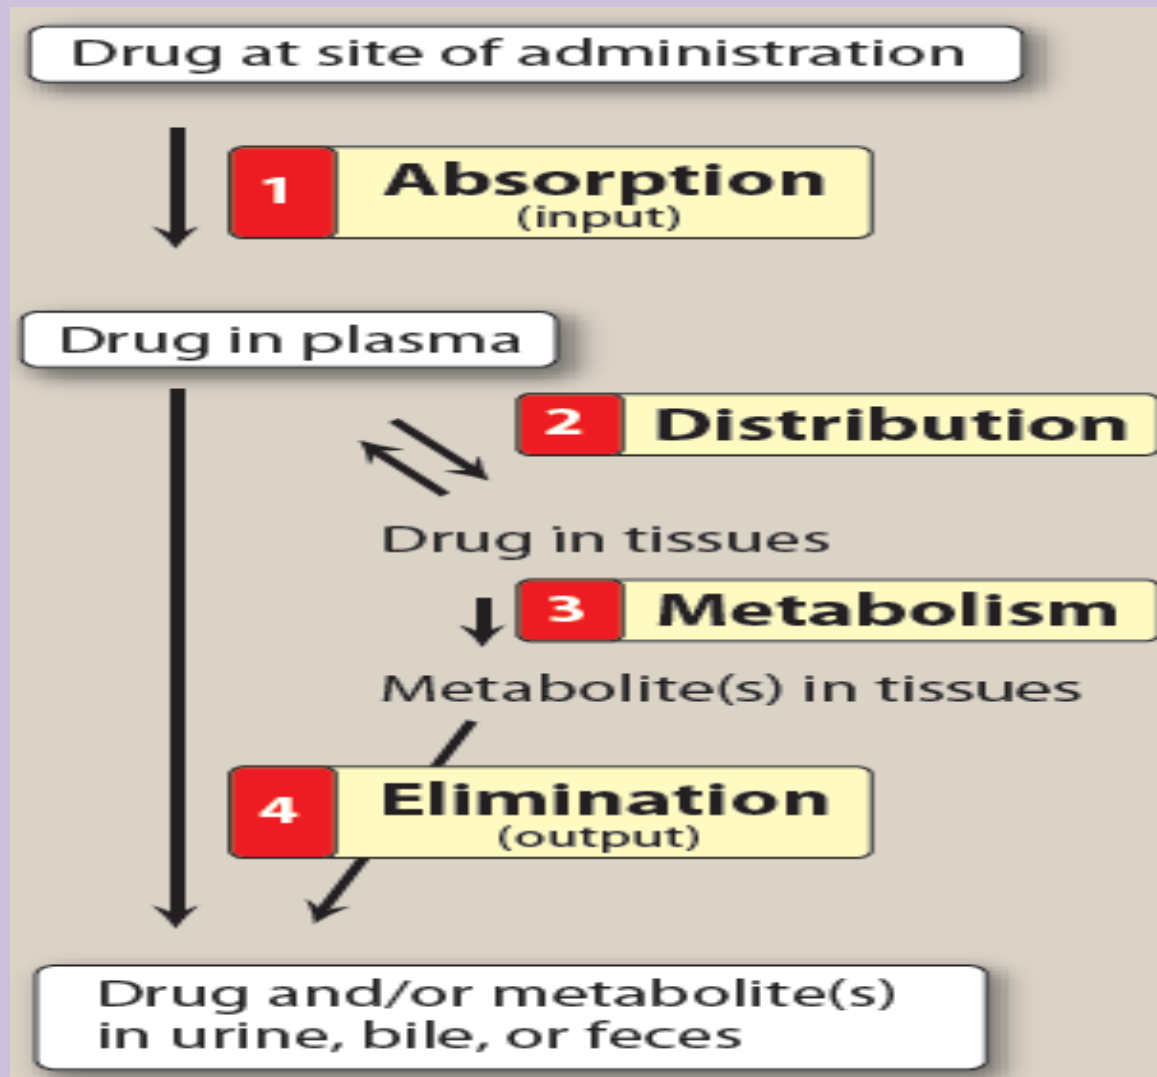 Drug at site of administration
1
Absorption
(input)
Drug in plasma
2
Distribution
Drug in tissues
3
Metabolism
Metabolite(s) in tissues
4
Elimination
(output)
Drug and/or metabolite(s)
in urine, bile, or feces